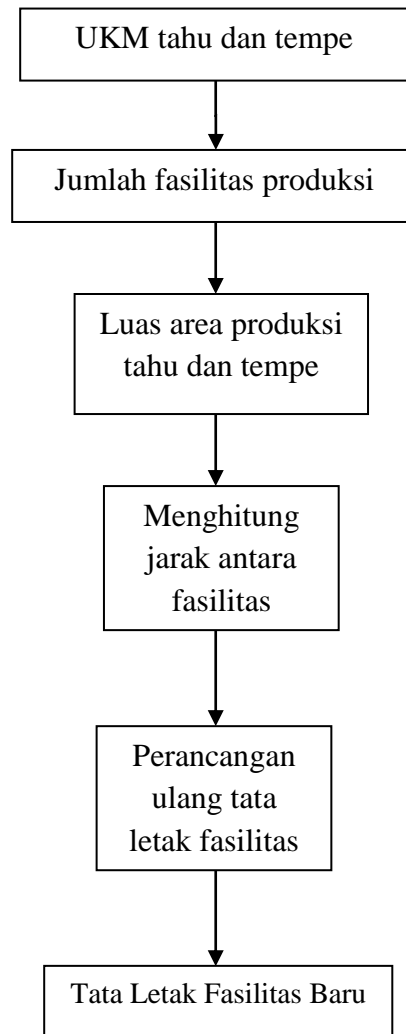 UKM tahu dan tempe
Jumlah fasilitas produksi
Luas area produksi
tahu dan tempe
Menghitung
jarak antara
fasilitas
Perancangan
ulang tata
letak fasilitas
Tata Letak Fasilitas Baru